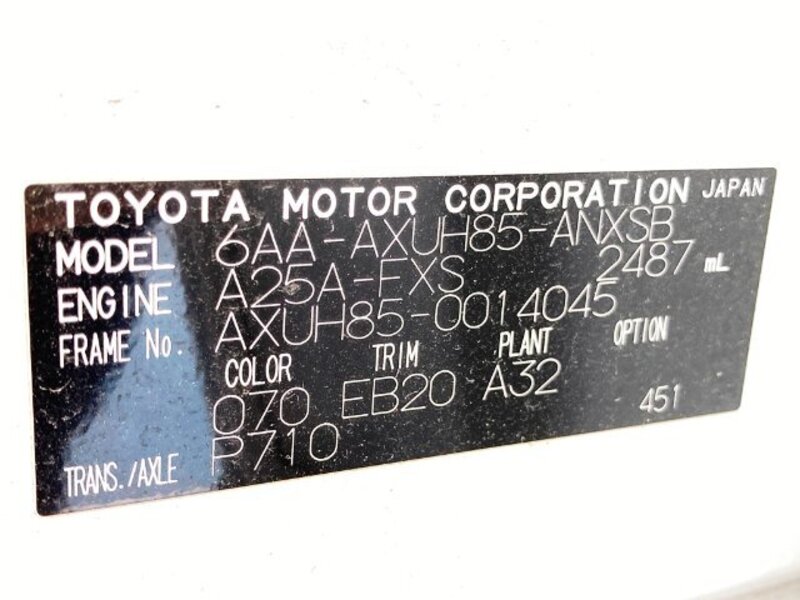 TOYOTA MOTOR CORPORATION JAPAN
MODEL 6AA-AXUH85-ANXSB
ENGINE A25A-FXS 2487 mL
FRAME No. AXUH85-0014045
COLOR TRIM PLANT OPTION
070 EB20 A32 451
TRANS./AXLE P710